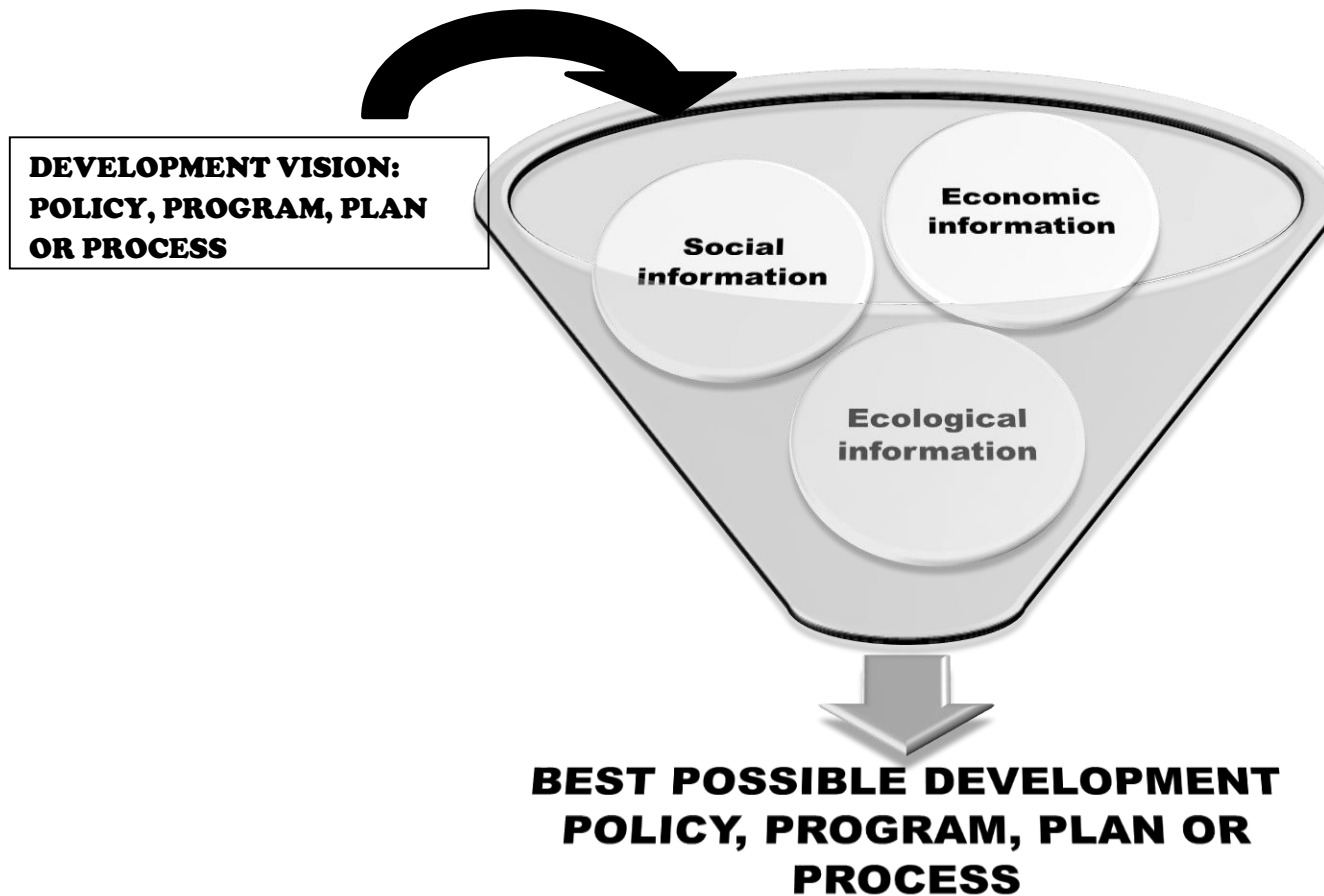 DEVELOPMENT VISION:
POLICY, PROGRAM, PLAN
OR PROCESS
Social
information
Economic
information
Ecological
information
BEST POSSIBLE DEVELOPMENT
POLICY, PROGRAM, PLAN OR
PROCESS